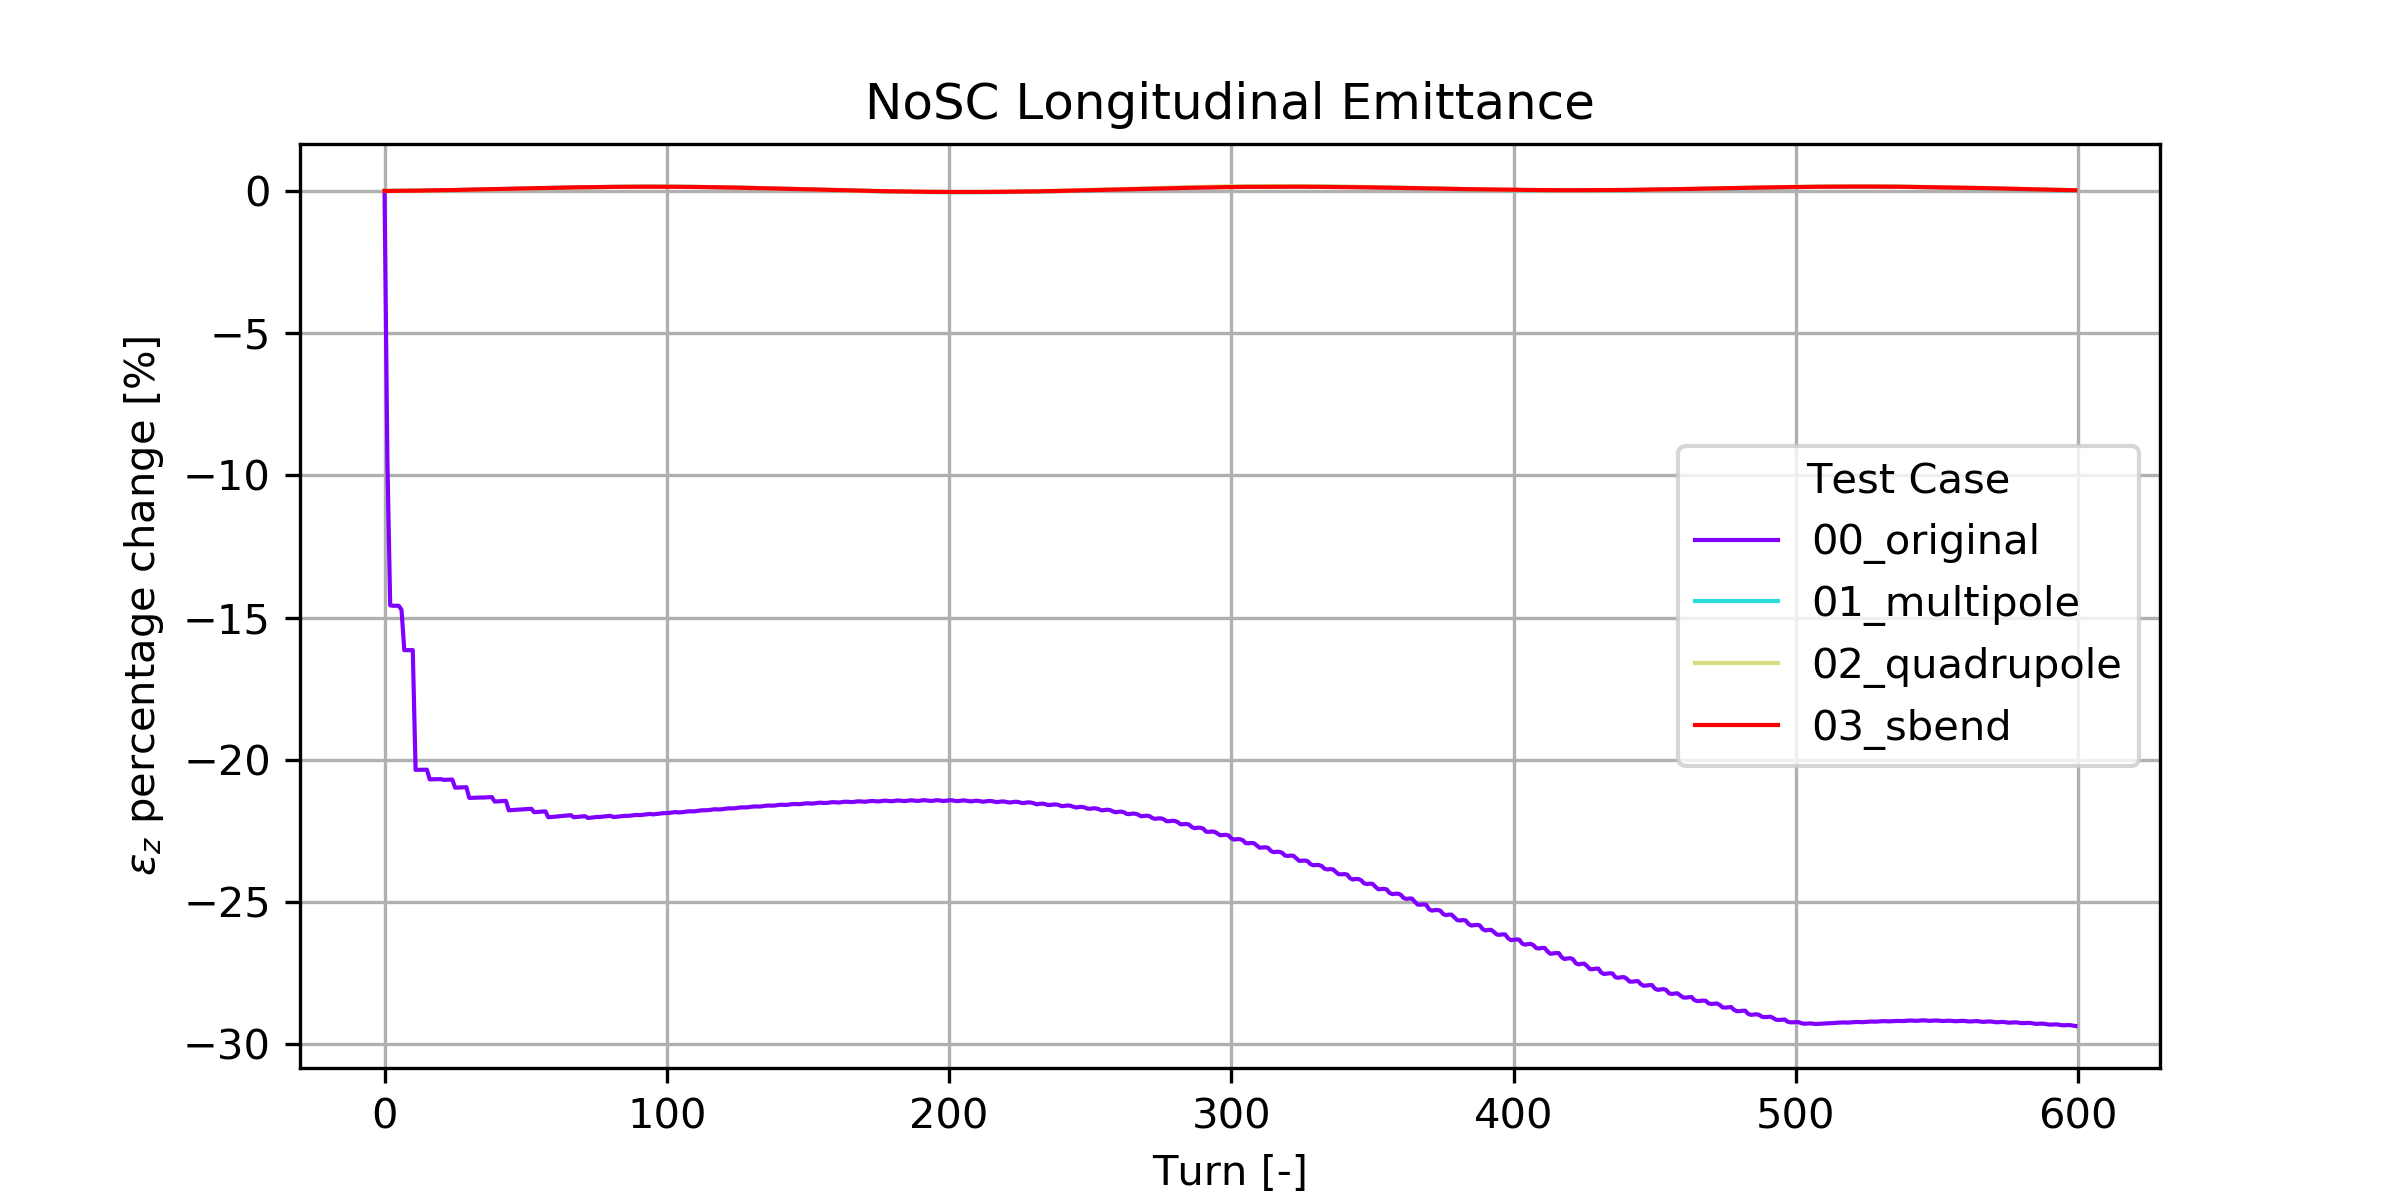 NoSC Longitudinal Emittance
0
−5
−10
−15
−20
−25
−30
ε_z percentage change [%]
Test Case
00_original
01_multipole
02_quadrupole
03_sbend
0 100 200 300 400 500 600
Turn [-]